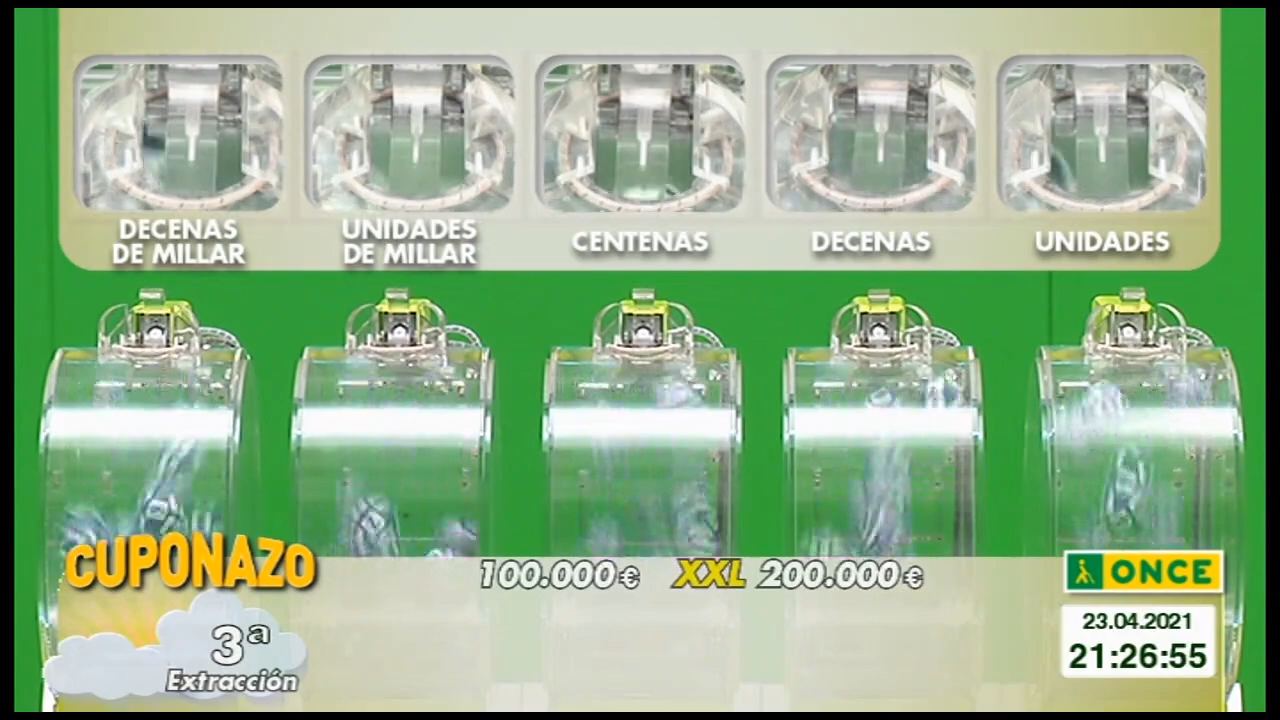 DECENAS
DE MILLAR
UNIDADES
DE MILLAR
CENTENAS
DECENAS
UNIDADES
CUPONAZO
100.000€ XXL 200.000€
ONCE
3ª
Extracción
23.04.2021
21:26:55